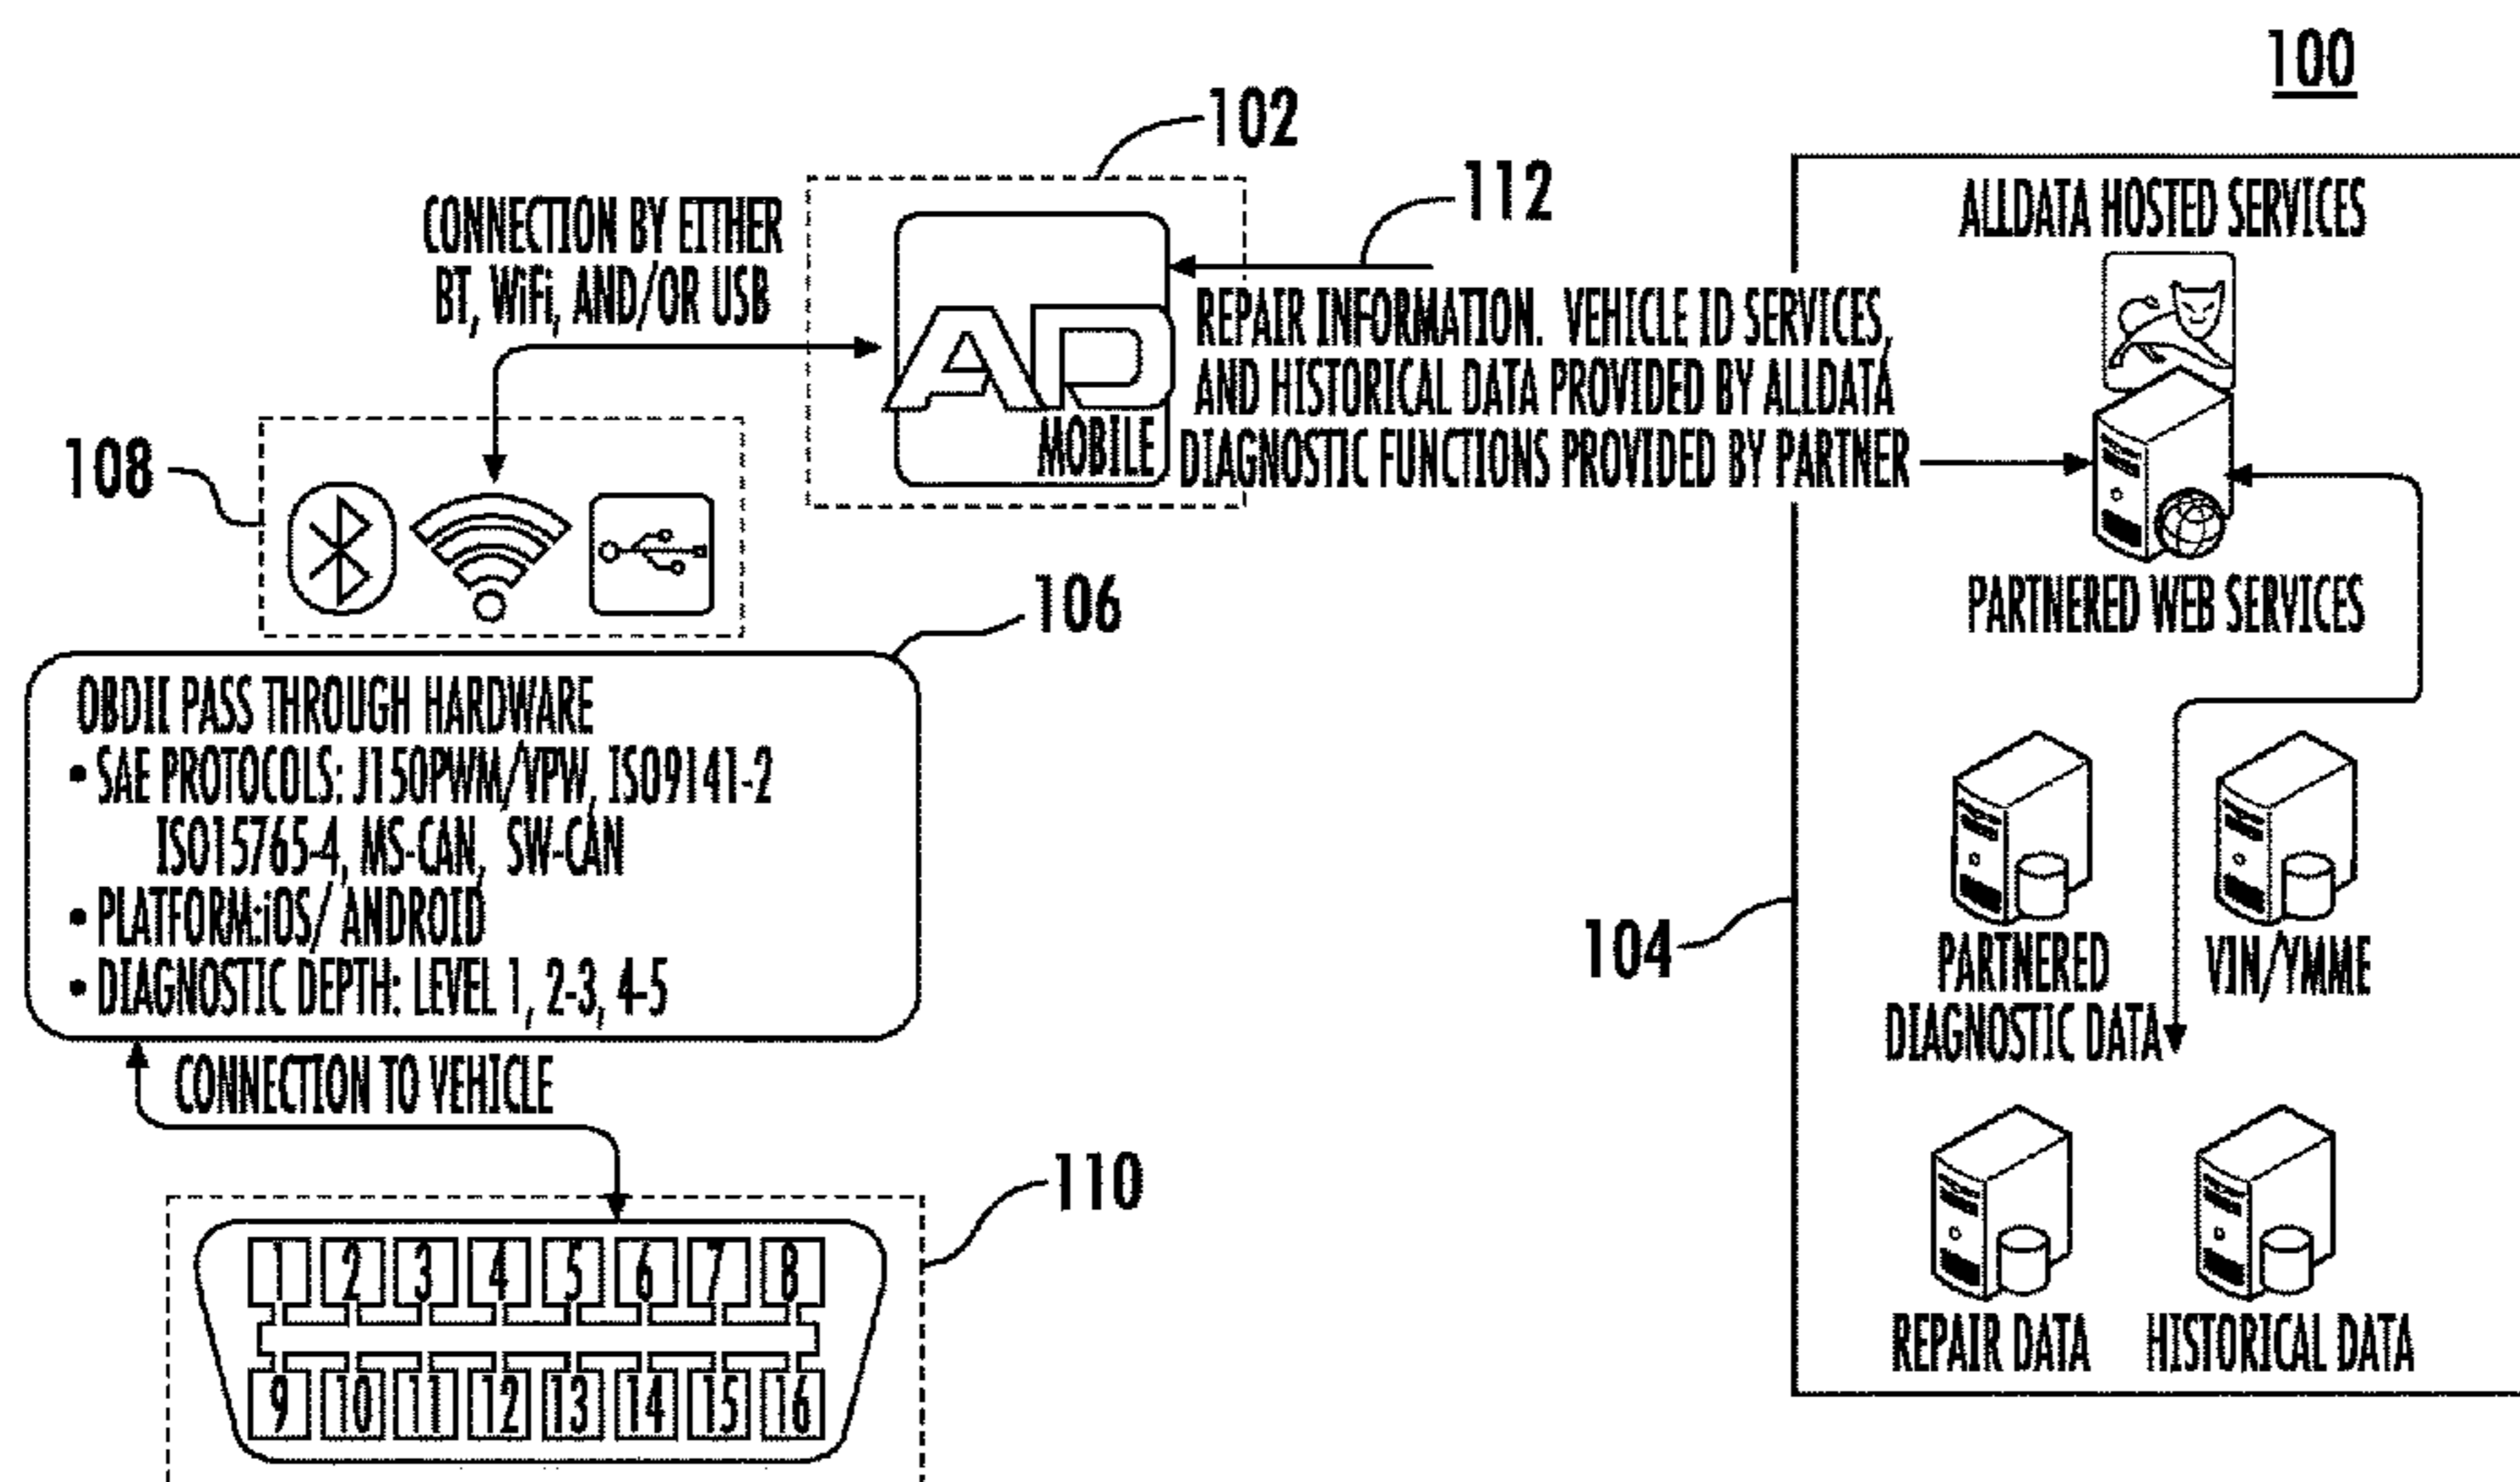 100
102
112
CONNECTION BY EITHER
BT, WiFi, AND/OR USB
AD
MOBILE
REPAIR INFORMATION. VEHICLE ID SERVICES,
AND HISTORICAL DATA PROVIDED BY ALLDATA
DIAGNOSTIC FUNCTIONS PROVIDED BY PARTNER
ALLDATA HOSTED SERVICES
PARTNERED WEB SERVICES
108
106
OBDII PASS THROUGH HARDWARE
• SAE PROTOCOLS: J150PWM/VPW, ISO9141-2
ISO15765-4, MS-CAN, SW-CAN
• PLATFORM:iOS/ ANDROID
• DIAGNOSTIC DEPTH: LEVEL 1, 2-3, 4-5
104
PARTNERED
DIAGNOSTIC DATA
VIN/YMME
CONNECTION TO VEHICLE
110
1 2 3 4 5 6 7 8
9 10 11 12 13 14 15 16
REPAIR DATA
HISTORICAL DATA